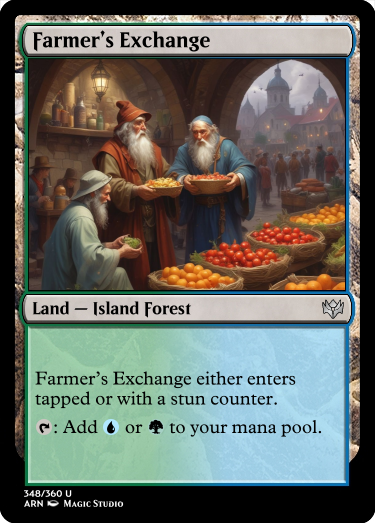 Farmer's Exchange
Land — Island Forest
Farmer's Exchange either enters
tapped or with a stun counter.
: Add or to your mana pool.
348/360 U
ARN Magic Studio